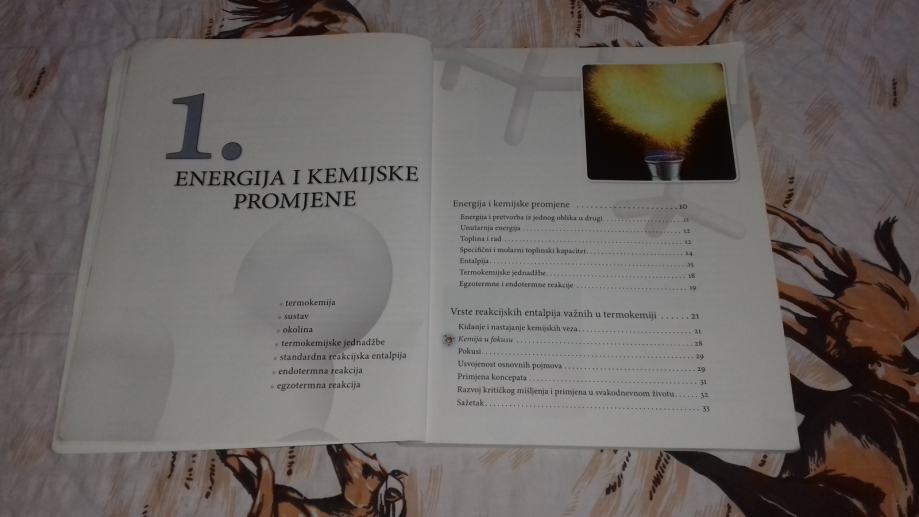 1.
ENERGIJA I KEMIJSKE
PROMJENE
termokemija
sustav
okolina
termokemijske jednadžbe
standardna reakcijska entalpija
endotermna reakcija
egzotermna reakcija
Energija i kemijske promjene 10
Energija i pretvorba iz jednog oblika u drugi 11
Unutarnja energija 12
Toplina i rad 12
Specifični i molarni toplinski kapacitet 14
Entalpija 15
Termokemijske jednadžbe 18
Egzotermne i endotermne reakcije 19
Vrste reakcijskih entalpija važnih u termokemiji 21
Kidanje i nastajanje kemijskih veza 21
Kemija u fokusu 28
Pokusi 29
Usvojenost osnovnih pojmova 29
Primjena koncepata 31
Razvoj kritičkog mišljenja i primjena u svakodnevnom životu 32
Sažetak 33